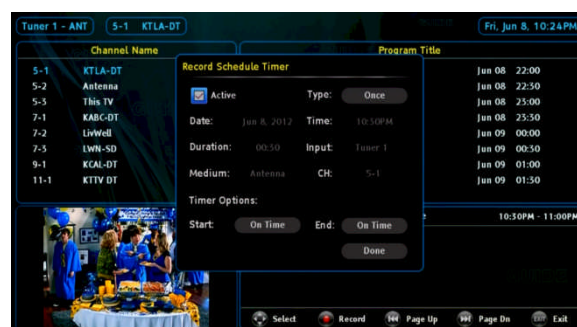 Tuner 1 - ANT 5-1 KTLA-DT Fri, Jun 8, 10:24PM
Channel Name Program Title
5-1 KTLA-DT Jun 08 22:00
5-2 Antenna Jun 08 22:30
5-3 This TV Jun 08 23:00
7-1 KABC-DT Jun 08 23:30
7-2 LivWell Jun 09 00:00
7-3 LWN-SD Jun 09 00:30
9-1 KCAL-DT Jun 09 01:00
11-1 KTTV DT Jun 09 01:30
Record Schedule Timer
Active Type: Once
Date: Jun 8, 2012 Time: 10:30PM
Duration: 00:30 Input: Tuner 1
Medium: Antenna CH: 5-1
Timer Options:
Start: On Time End: On Time
Done
10:30PM - 11:00PM
Select Record Page Up Page Dn EXIT Exit